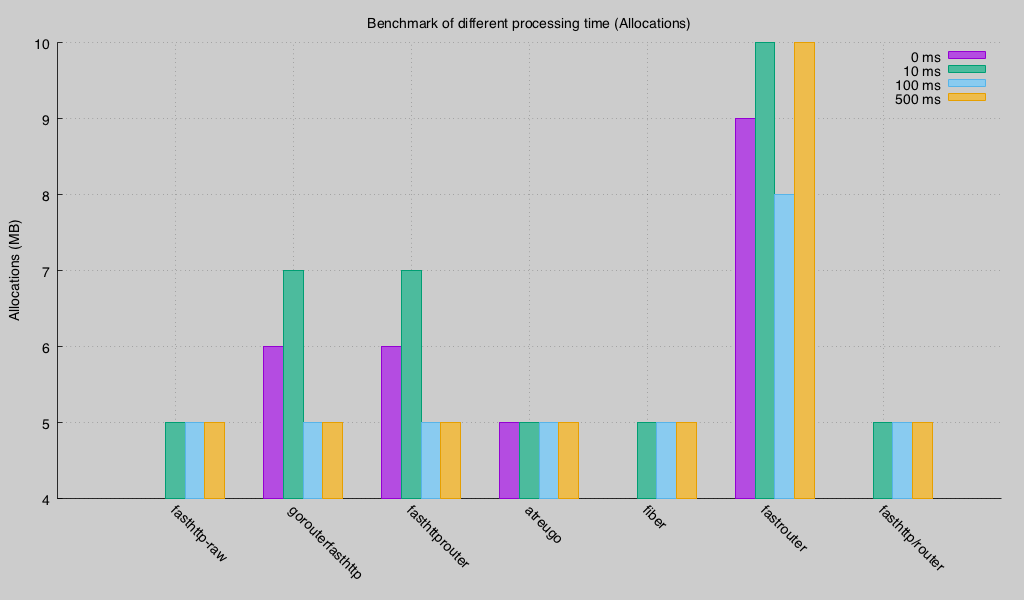 Benchmark of different processing time (Allocations)
0 ms
10 ms
100 ms
500 ms
Allocations (MB)
10
9
8
7
6
5
4
fasthttp-raw
gorouterfasthttp
fasthttprouter
atreugo
fiber
fastrouter
fasthttp/router